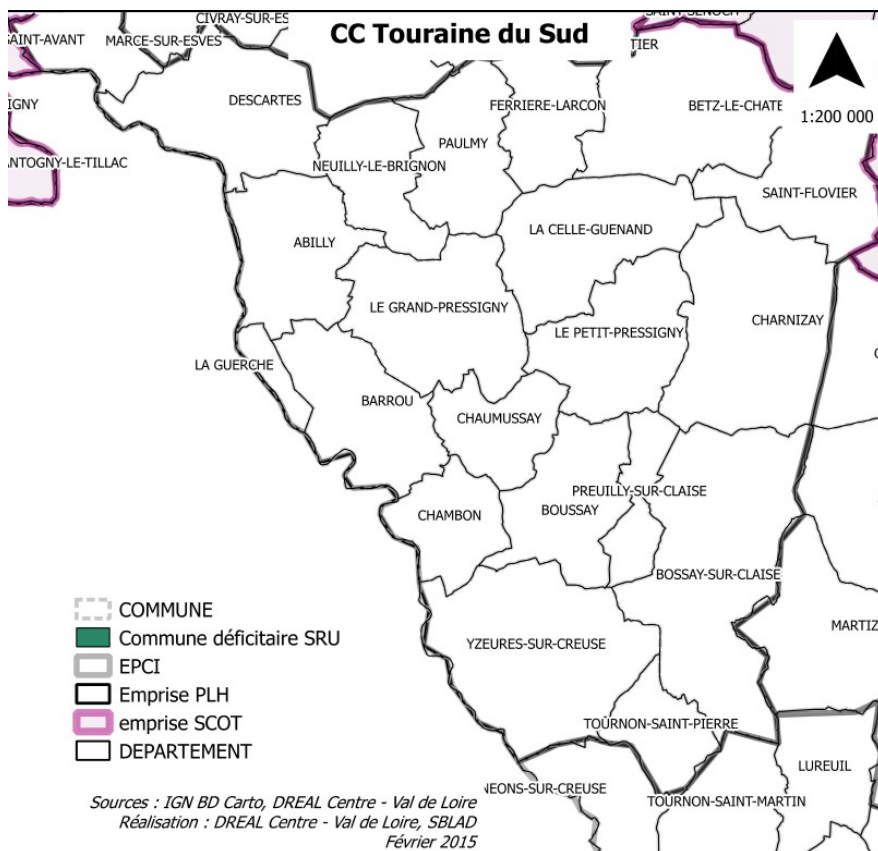 CIVRAY-SUR-ES
SAINT-SENOCH
CC Touraine du Sud
SAINT-AVANT
MARCE-SUR-ESVES
TIER
IGNY
DESCARTES
FERRIERE-LARCON
BETZ-LE-CHATE
1:200 000
PAULMY
ANTOGNY-LE-TILLAC
NEUILLY-LE-BRIGNON
SAINT-FLOVIER
ABILLY
LA CELLE-GUENAND
LE GRAND-PRESSIGNY
CHARNIZAY
LE PETIT-PRESSIGNY
LA GUERCHE
BARROU
CHAUMUSSAY
PREUILLY-SUR-CLAISE
CHAMBON
BOUSSAY
BOSSAY-SUR-CLAISE
MARTIZ
YZEURES-SUR-CREUSE
TOURNON-SAINT-PIERRE
LUREUIL
NEONS-SUR-CREUSE
TOURNON-SAINT-MARTIN
COMMUNE
Commune déficitaire SRU
EPCI
Emprise PLH
emprise SCOT
DEPARTEMENT
Sources : IGN BD Carto, DREAL Centre - Val de Loire
Réalisation : DREAL Centre - Val de Loire, SBLAD
Février 2015